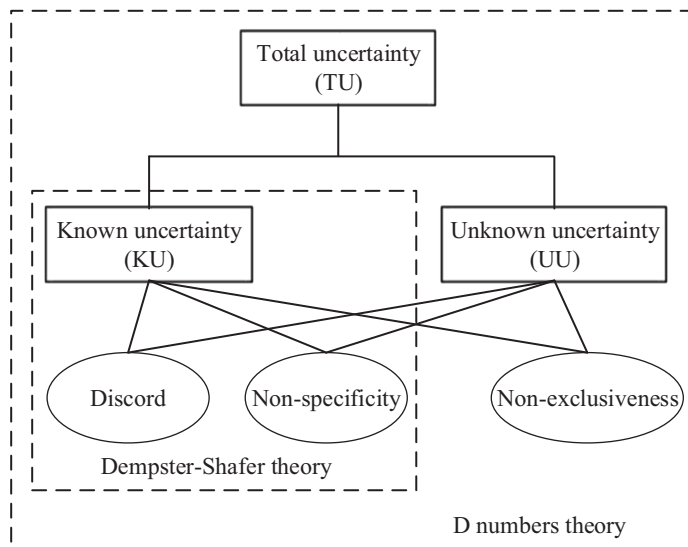 Total uncertainty
(TU)
Known uncertainty
(KU)
Unknown uncertainty
(UU)
Discord
Non-specificity
Non-exclusiveness
Dempster-Shafer theory
D numbers theory